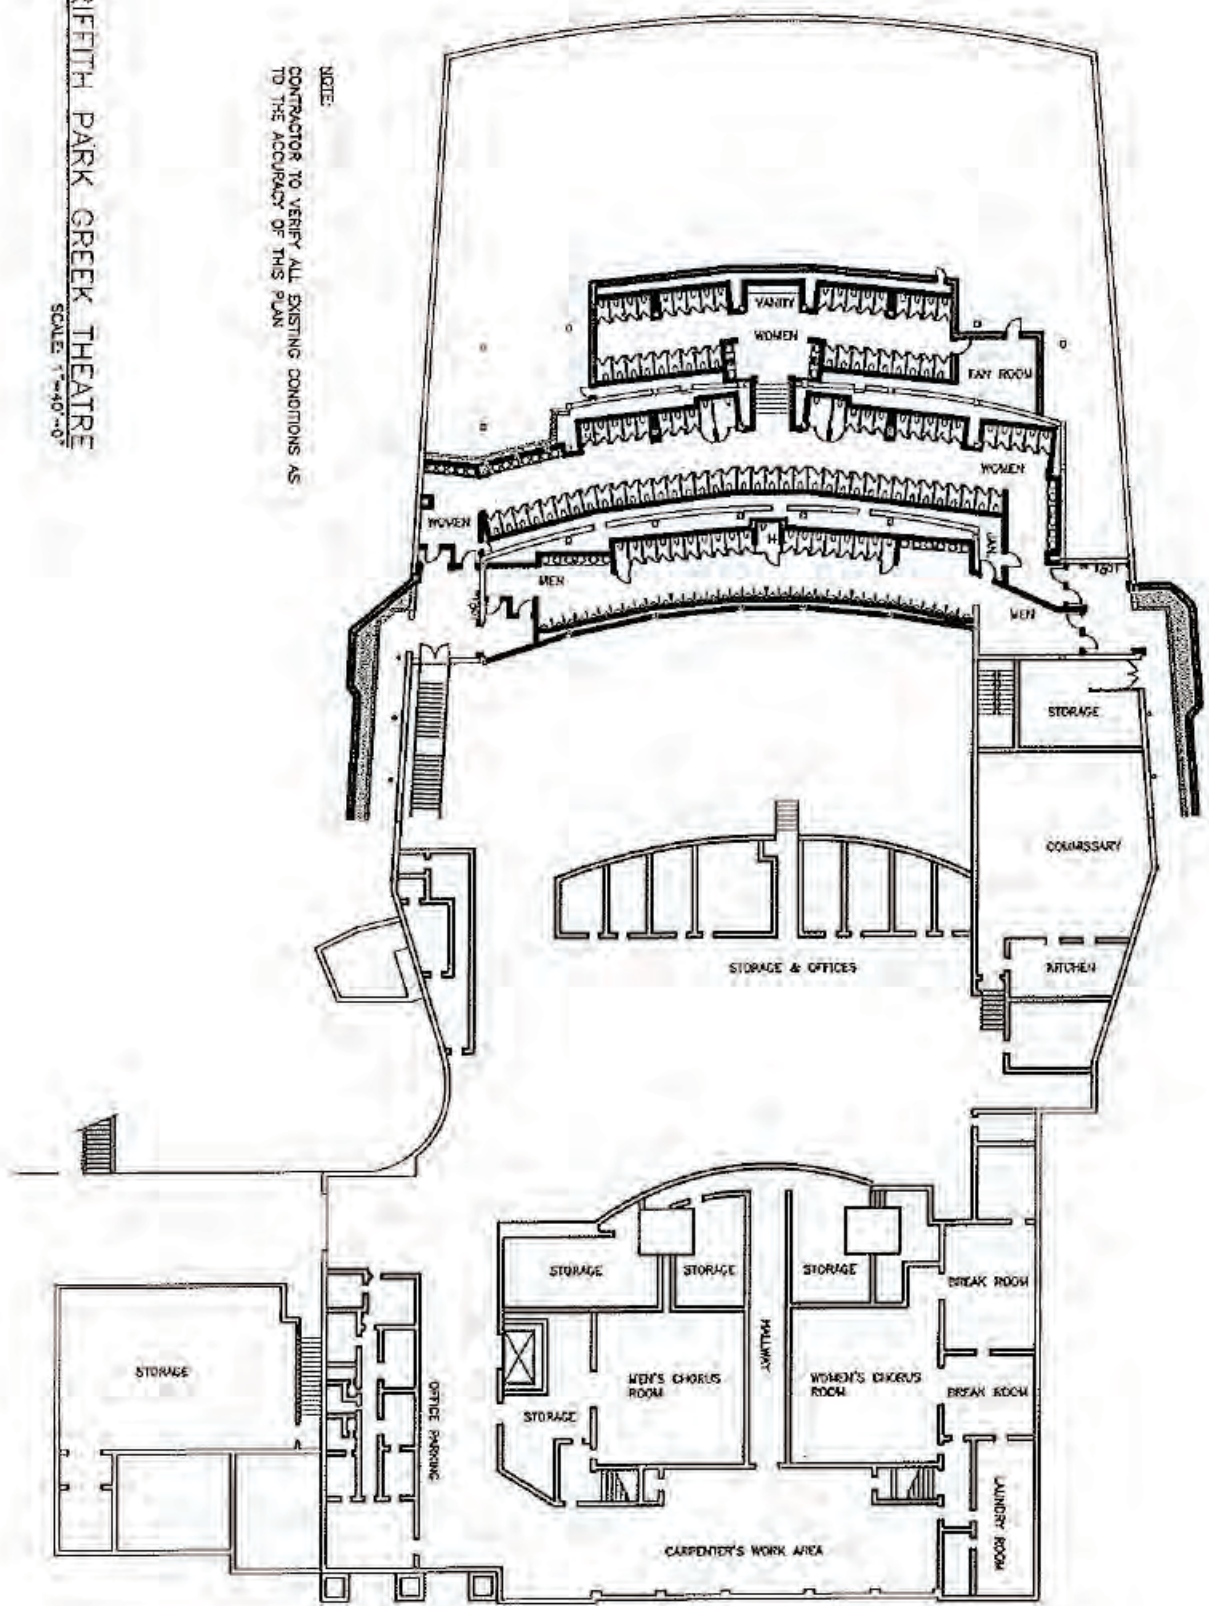 RIFFITH PARK GREEK THEATRE
SCALE: 1"=40'-0"
NOTE:
CONTRACTOR TO VERIFY ALL EXISTING CONDITIONS AS
TO THE ACCURACY OF THIS PLAN
VANITY
WOMEN
FAN ROOM
WOMEN
WOMEN
JAN.
MEN
H
MEN
STORAGE
COMMISSARY
STORAGE & OFFICES
KITCHEN
STORAGE
STORAGE
STORAGE
BREAK ROOM
HALLWAY
STORAGE
MEN'S CHORUS
ROOM
WOMEN'S CHORUS
ROOM
BREAK ROOM
OFFICE PARKING
STORAGE
LAUNDRY ROOM
CARPENTER'S WORK AREA